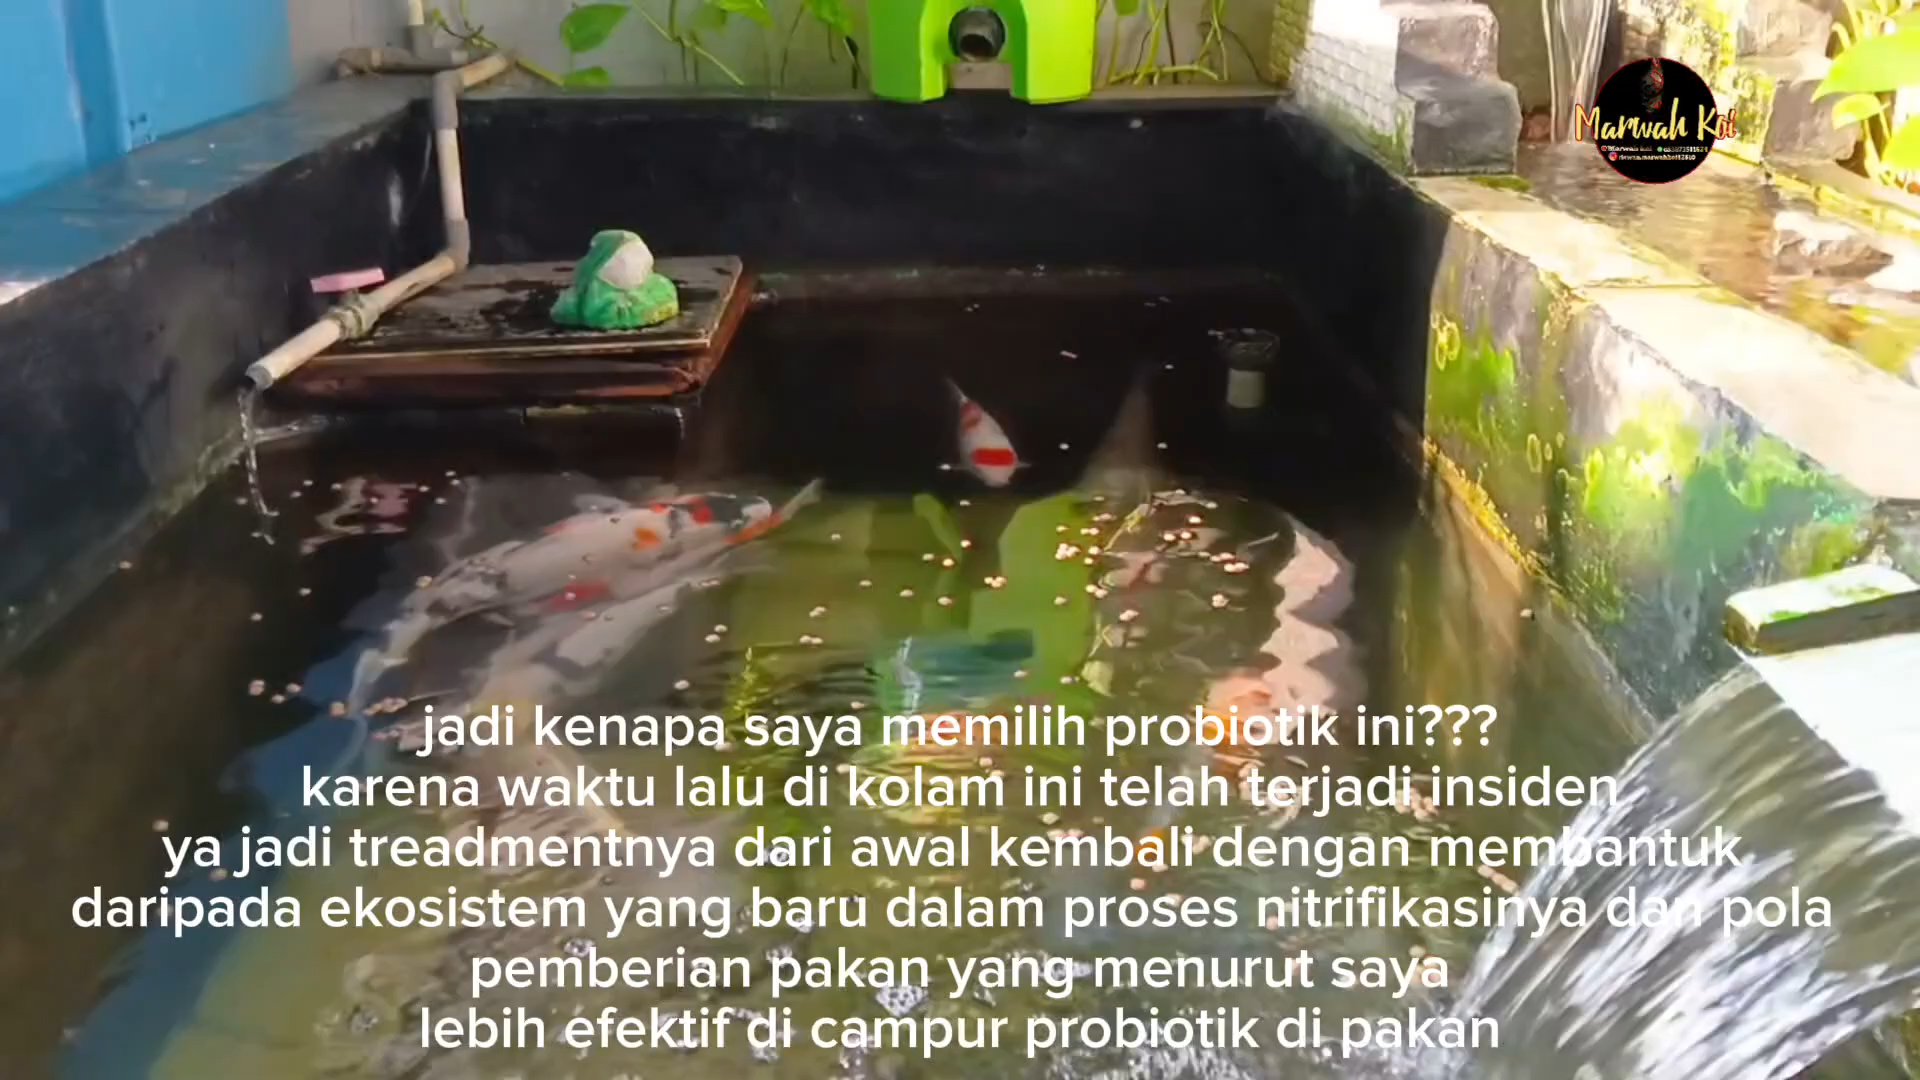 Marwah Koi
Marwah koi
jadi kenapa saya memilih probiotik ini???
karena waktu lalu di kolam ini telah terjadi insiden
ya jadi treadmentnya dari awal kembali dengan membantuk
daripada ekosistem yang baru dalam proses nitrifikasinya dan pola
pemberian pakan yang menurut saya
lebih efektif di campur probiotik di pakan